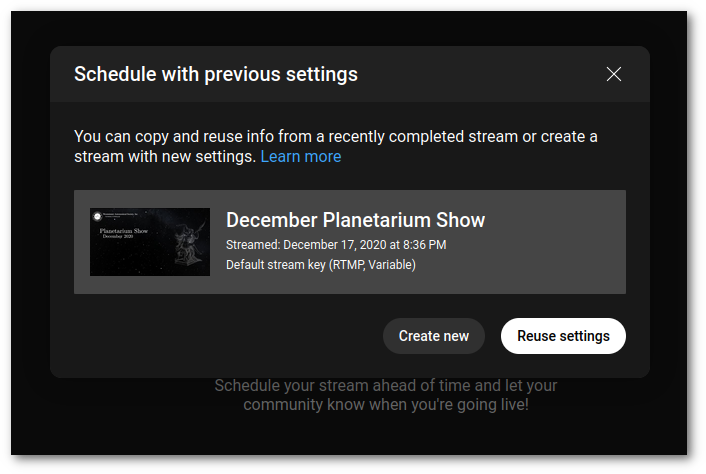 Schedule with previous settings
You can copy and reuse info from a recently completed stream or create a
stream with new settings. Learn more
Planetarium Show
December 2020
December Planetarium Show
Streamed: December 17, 2020 at 8:36 PM
Default stream key (RTMP, Variable)
Create new
Reuse settings
Schedule your stream ahead of time and let your
community know when you're going live!